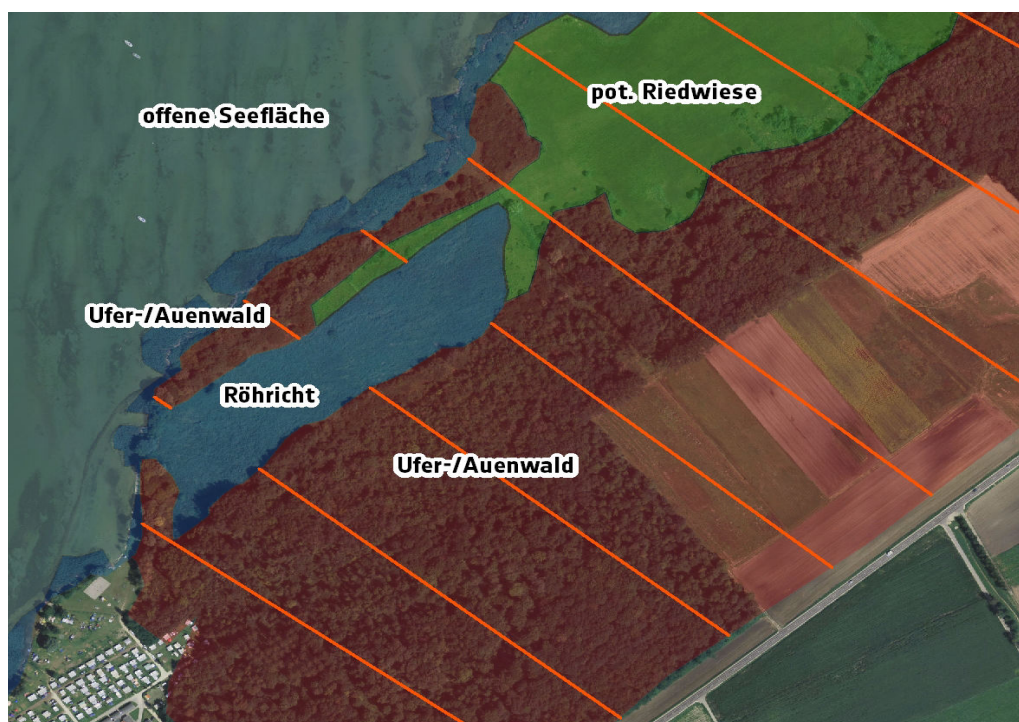 pot. Riedwiese
offene Seefläche
Ufer-/Auenwald
Röhricht
Ufer-/Auenwald